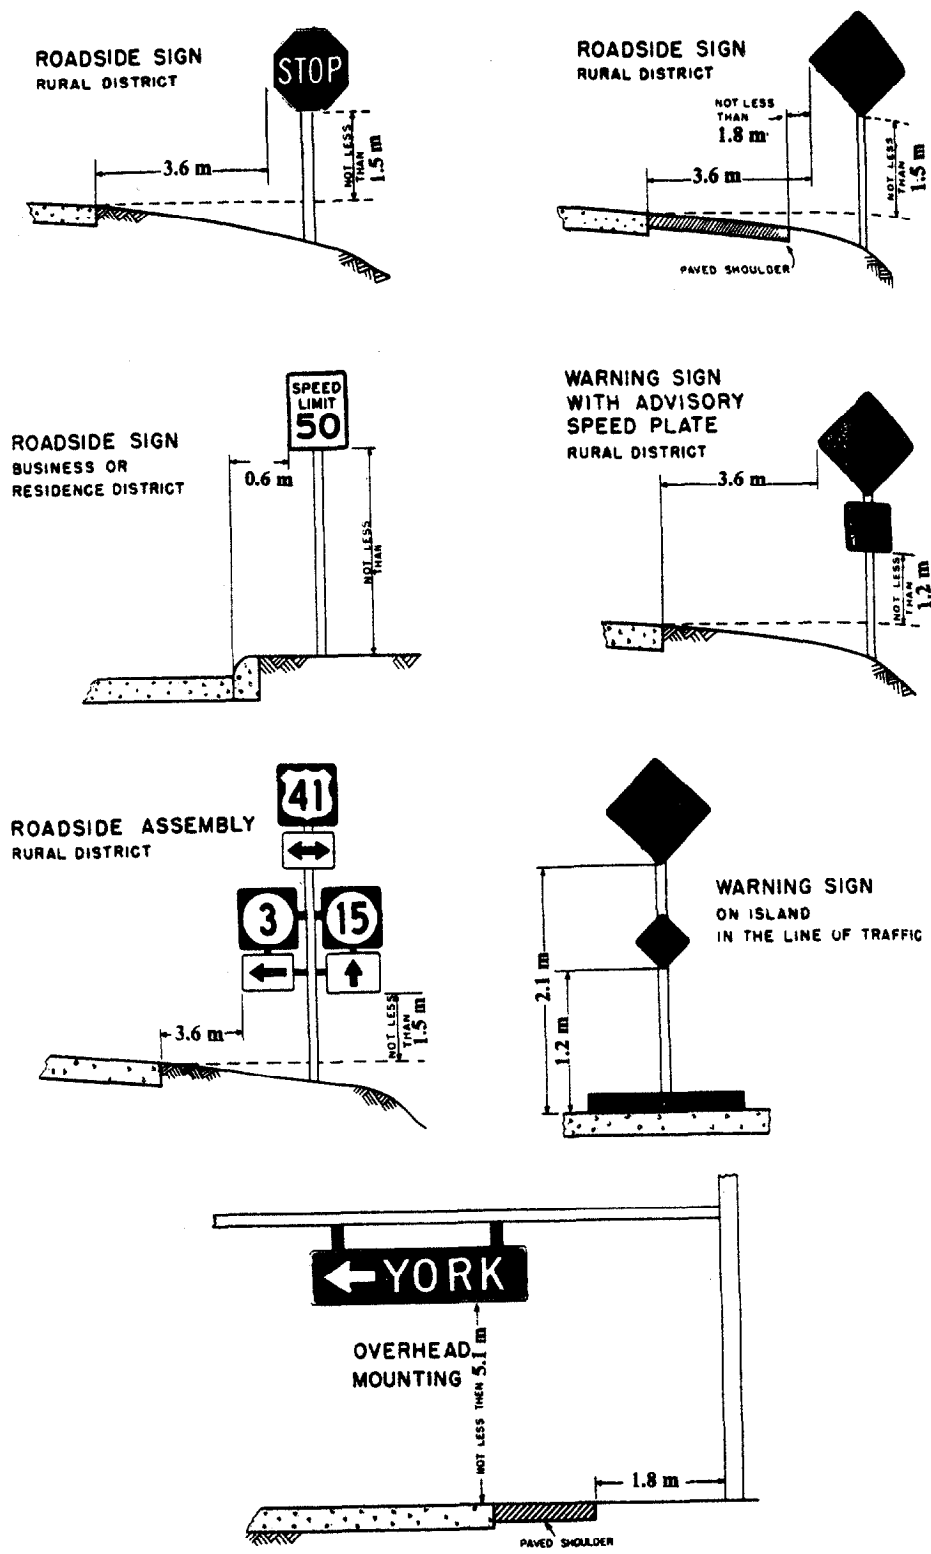 ROADSIDE SIGN
RURAL DISTRICT
STOP
3.6 m
NOT LESS
THAN
1.5 m
ROADSIDE SIGN
RURAL DISTRICT
NOT LESS
THAN
1.8 m
3.6 m
NOT LESS
THAN
1.5 m
PAVED SHOULDER
ROADSIDE SIGN
BUSINESS OR
RESIDENCE DISTRICT
SPEED
LIMIT
50
0.6 m
NOT LESS
THAN
WARNING SIGN
WITH ADVISORY
SPEED PLATE
RURAL DISTRICT
3.6 m
NOT LESS
THAN
1.2 m
ROADSIDE ASSEMBLY
RURAL DISTRICT
41
3
15
3.6 m
NOT LESS
THAN
1.5 m
WARNING SIGN
ON ISLAND
IN THE LINE OF TRAFFIC
2.1 m
1.2 m
YORK
OVERHEAD
MOUNTING
NOT LESS THEN 5.1 m
1.8 m
PAVED SHOULDER